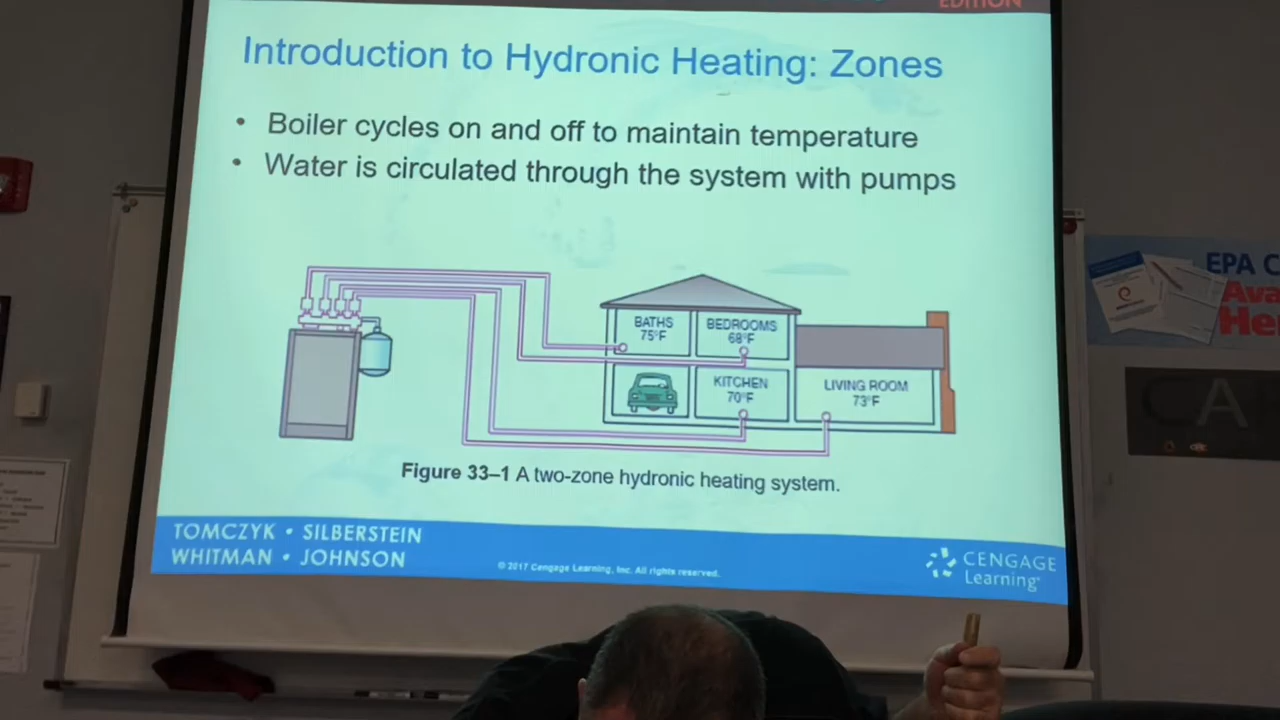 EDITION
Introduction to Hydronic Heating: Zones
• Boiler cycles on and off to maintain temperature
• Water is circulated through the system with pumps
BATHS
75°F
BEDROOMS
68°F
KITCHEN
70°F
LIVING ROOM
73°F
Figure 33–1 A two-zone hydronic heating system.
TOMCZYK • SILBERSTEIN
WHITMAN • JOHNSON
© 2017 Cengage Learning, Inc. All rights reserved.
CENGAGE
Learning
EPA